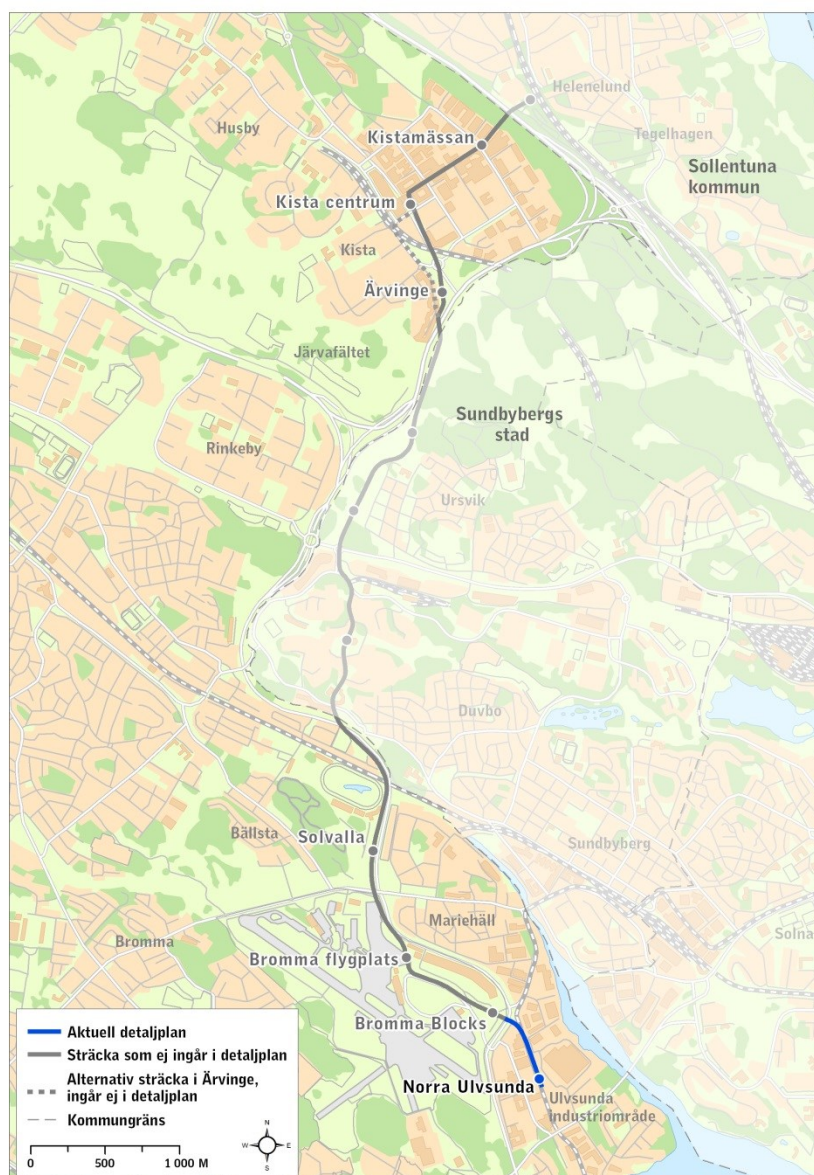 Helenelund
Tegelhagen
Husby
Kistamässan
Sollentuna
kommun
Kista centrum
Kista
Ärvinge
Järvafältet
Sundbybergs
stad
Rinkeby
Ursvik
Duvbo
Bällsta
Solvalla
Sundbyberg
Mariehäll
Bromma
Solna
Bromma flygplats
Bromma Blocks
Norra Ulvsunda
Ulvsunda
industriområde
Aktuell detaljplan
Sträcka som ej ingår i detaljplan
Alternativ sträcka i Ärvinge,
ingår ej i detaljplan
Kommungräns
0 500 1 000 M
N
W E
S